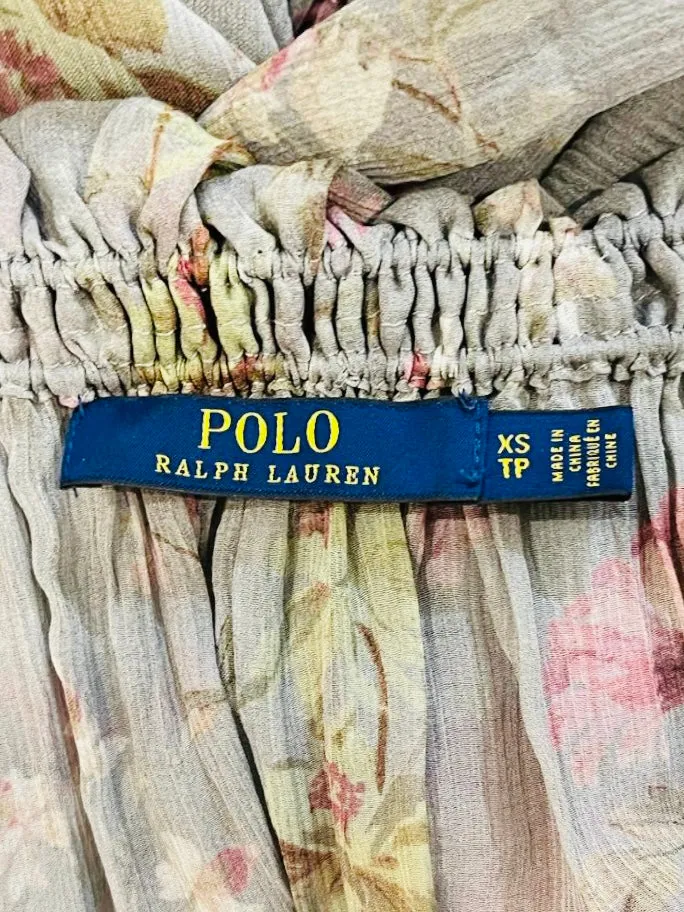 POLO
RALPH LAUREN
XS
TP
MADE IN
CHINA
FABRIQUÉ EN
CHINE